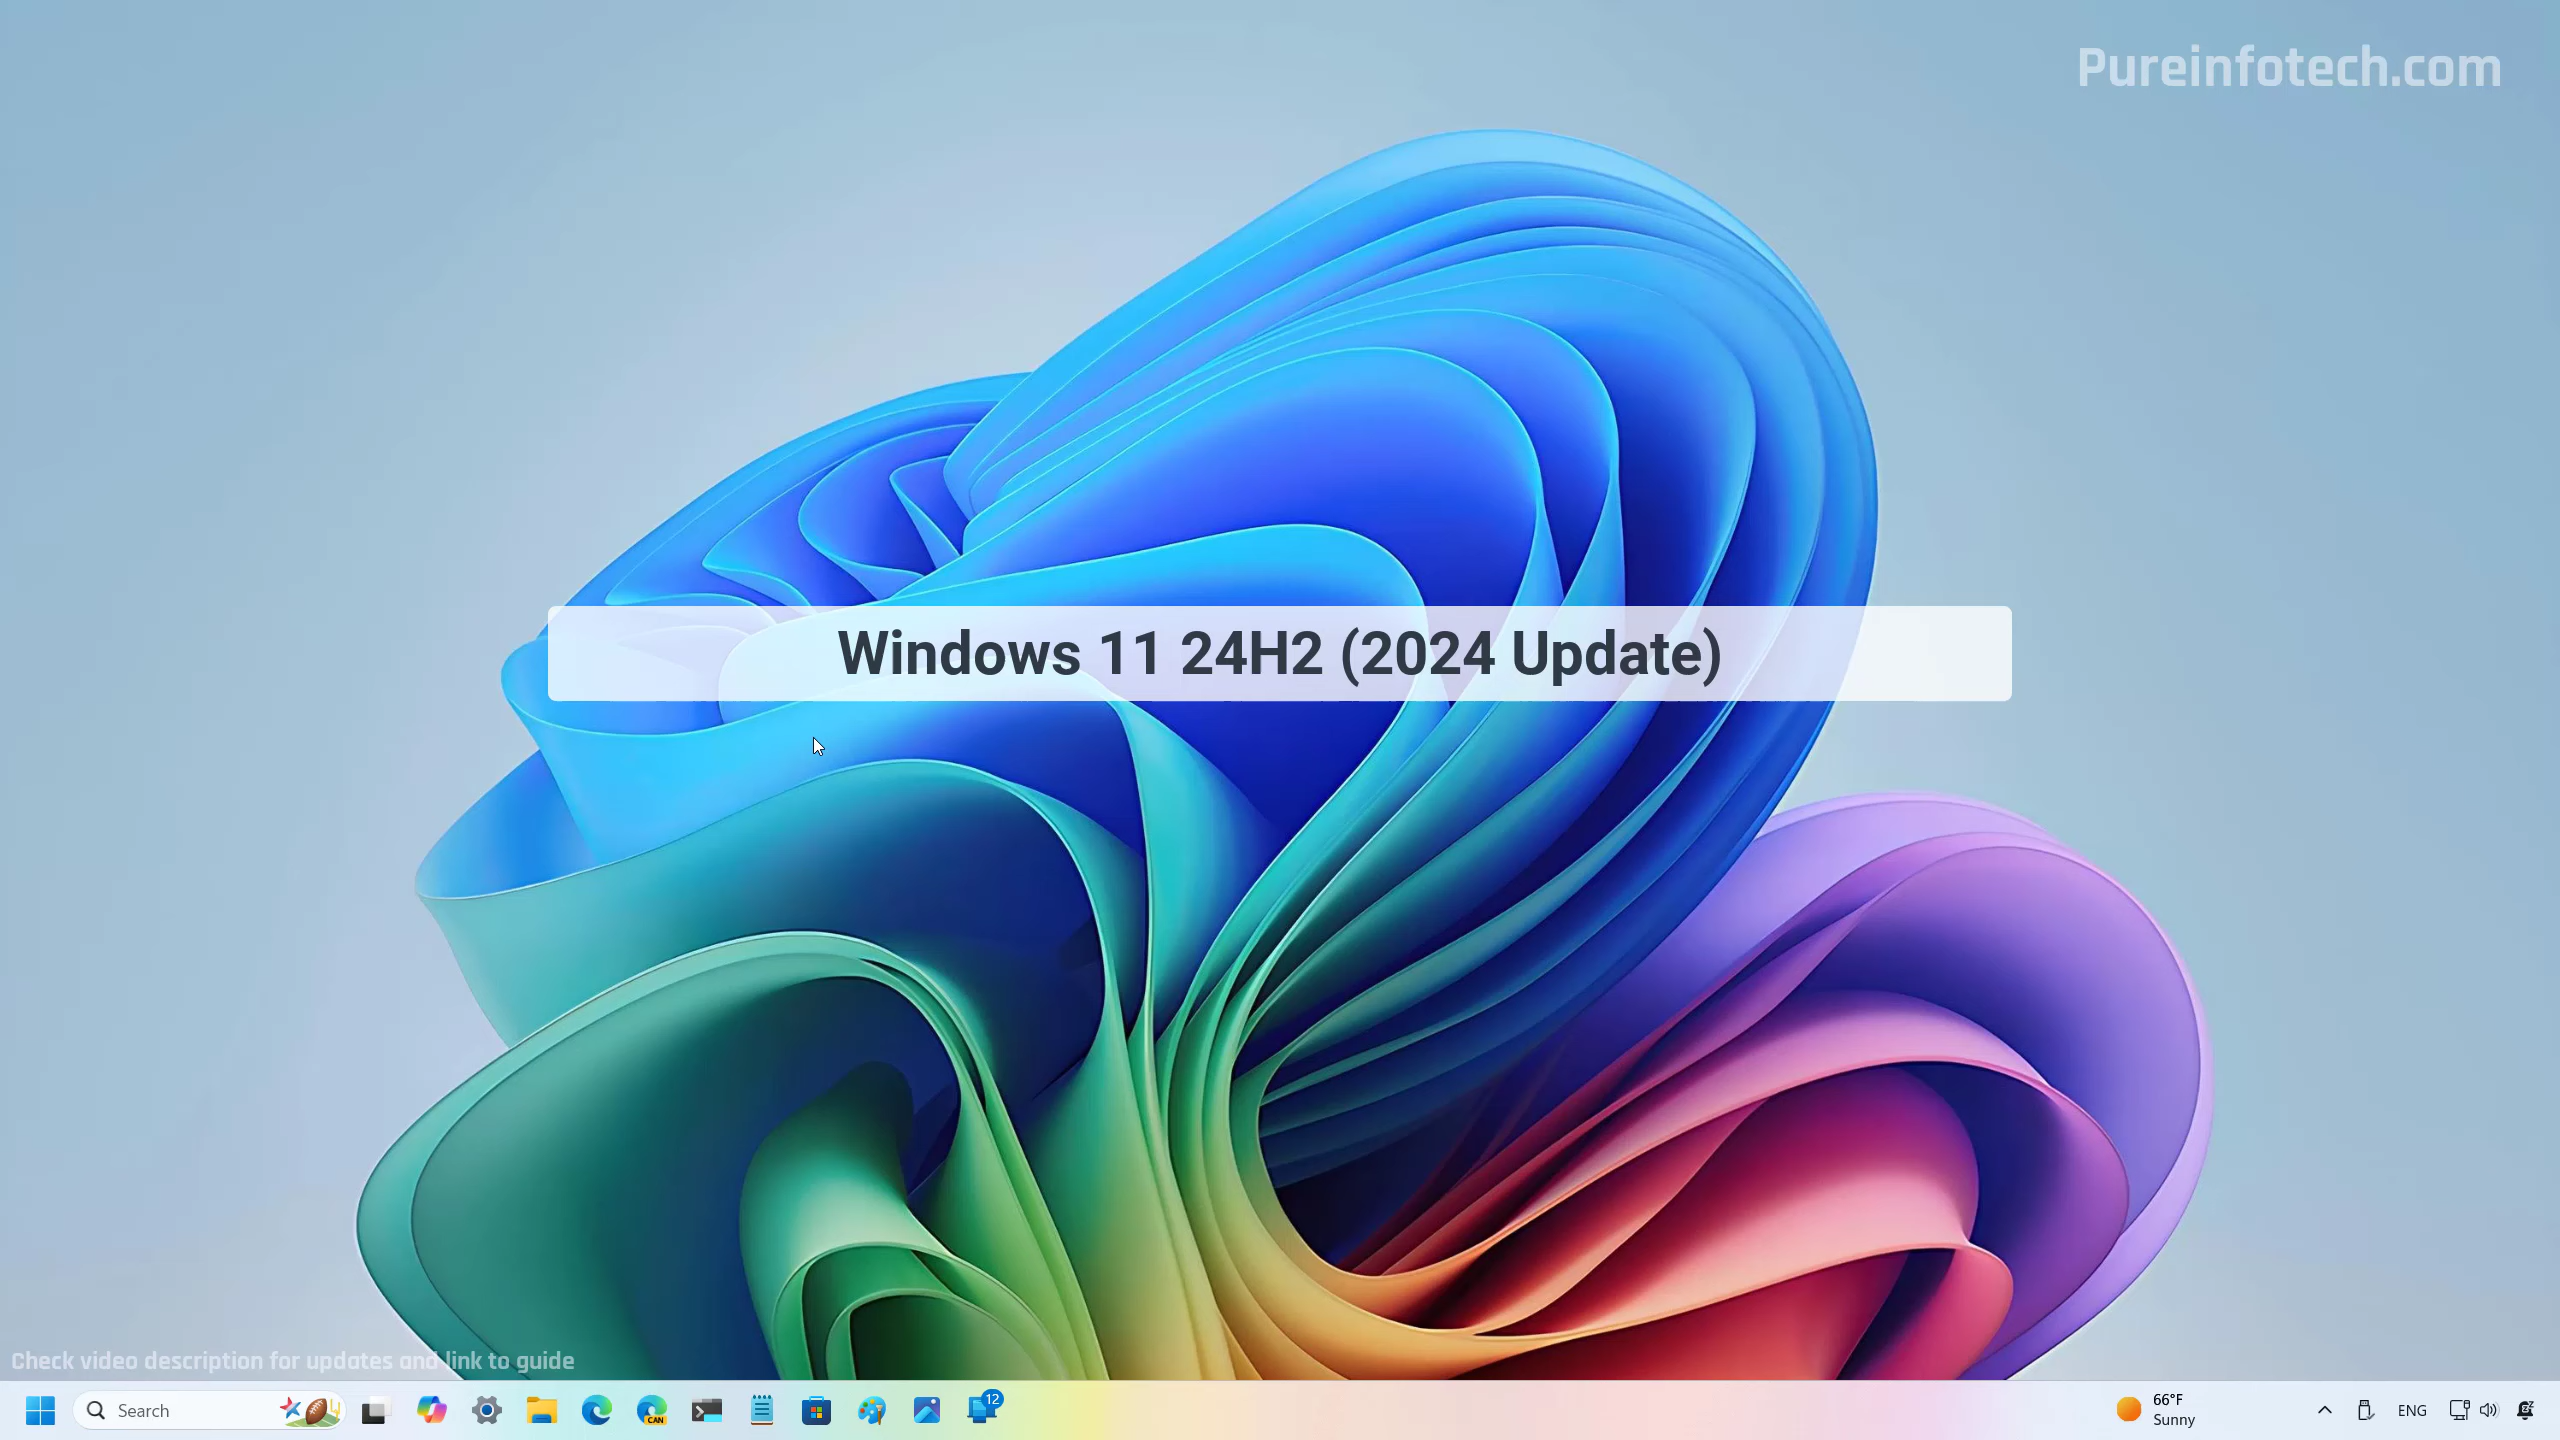 Pureinfotech.com
Windows 11 24H2 (2024 Update)
Check video description for updates and link to guide
Search
CAN
12
66°F
Sunny
ENG